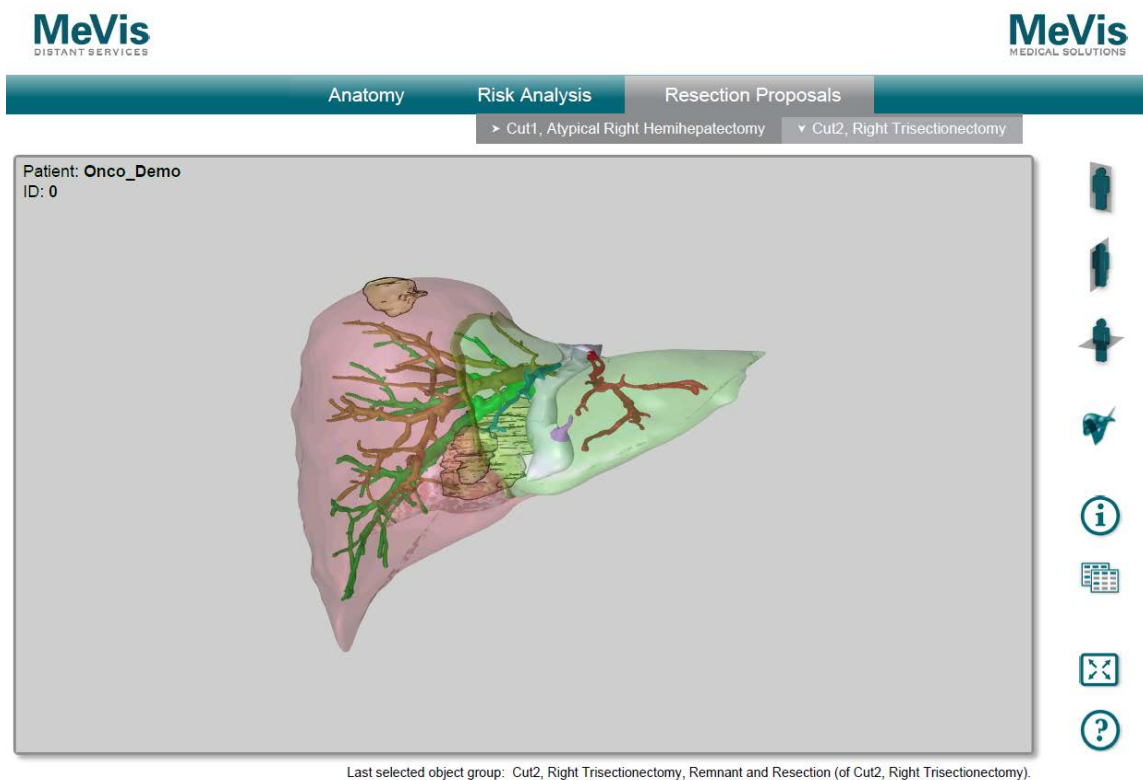 MeVis
DISTANT SERVICES
MeVis
MEDICAL SOLUTIONS
Anatomy Risk Analysis Resection Proposals
➤ Cut1, Atypical Right Hemihepatectomy ⮟ Cut2, Right Trisectionectomy
Patient: Onco_Demo
ID: 0
i
?
Last selected object group: Cut2, Right Trisectionectomy, Remnant and Resection (of Cut2, Right Trisectionectomy).